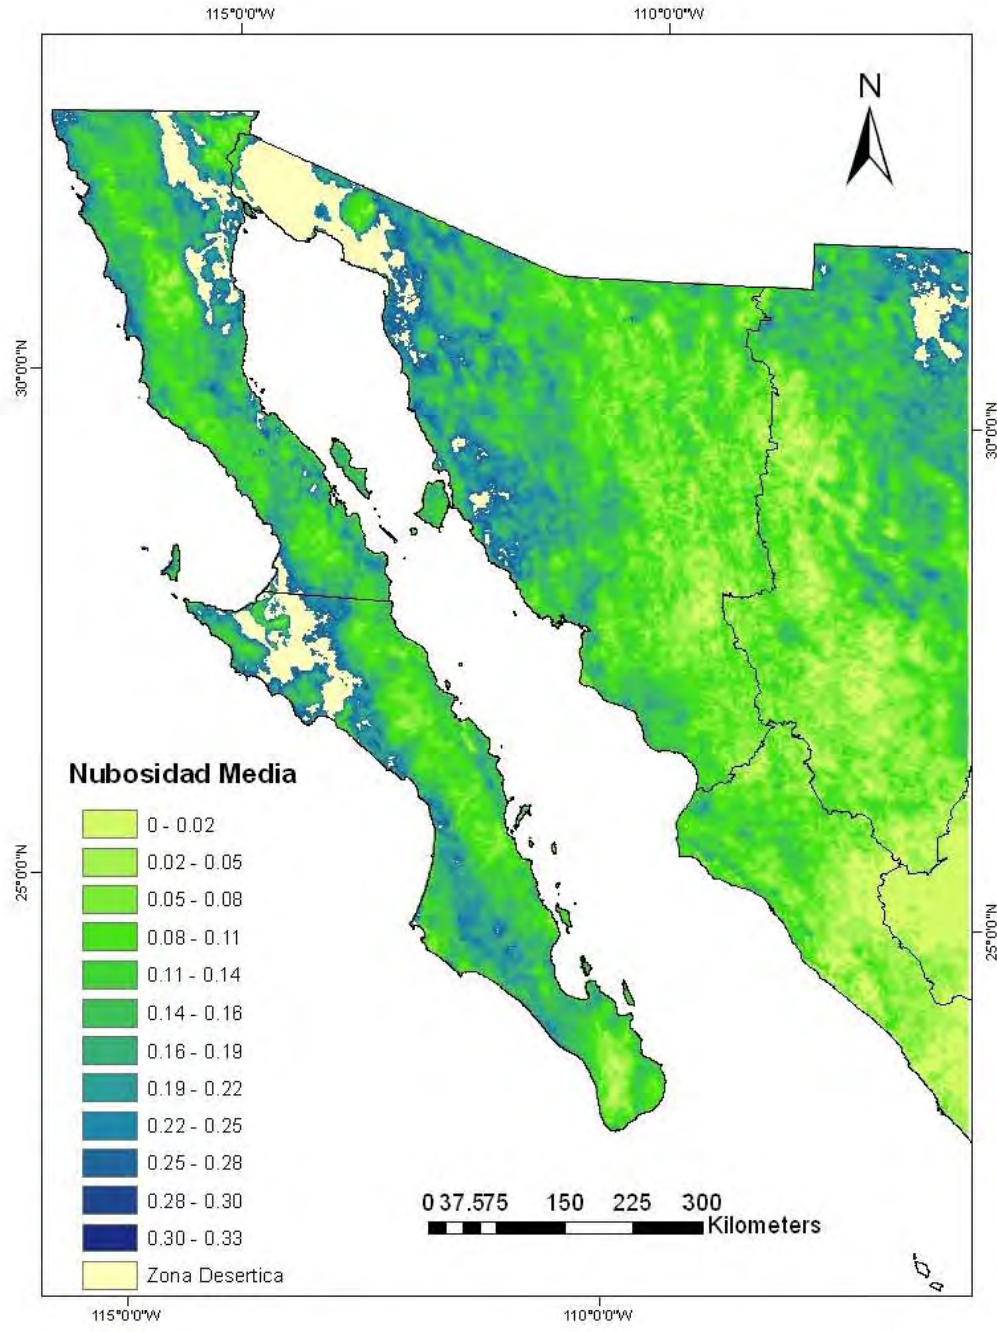 115°0'0"W
110°0'0"W
N
30°0'0"N
30°0'0"N
Nubosidad Media
0 - 0.02
0.02 - 0.05
0.05 - 0.08
0.08 - 0.11
0.11 - 0.14
0.14 - 0.16
0.16 - 0.19
0.19 - 0.22
0.22 - 0.25
0.25 - 0.28
0.28 - 0.30
0.30 - 0.33
Zona Desertica
25°0'0"N
25°0'0"N
0 37.575 150 225 300
Kilometers
115°0'0"W
110°0'0"W